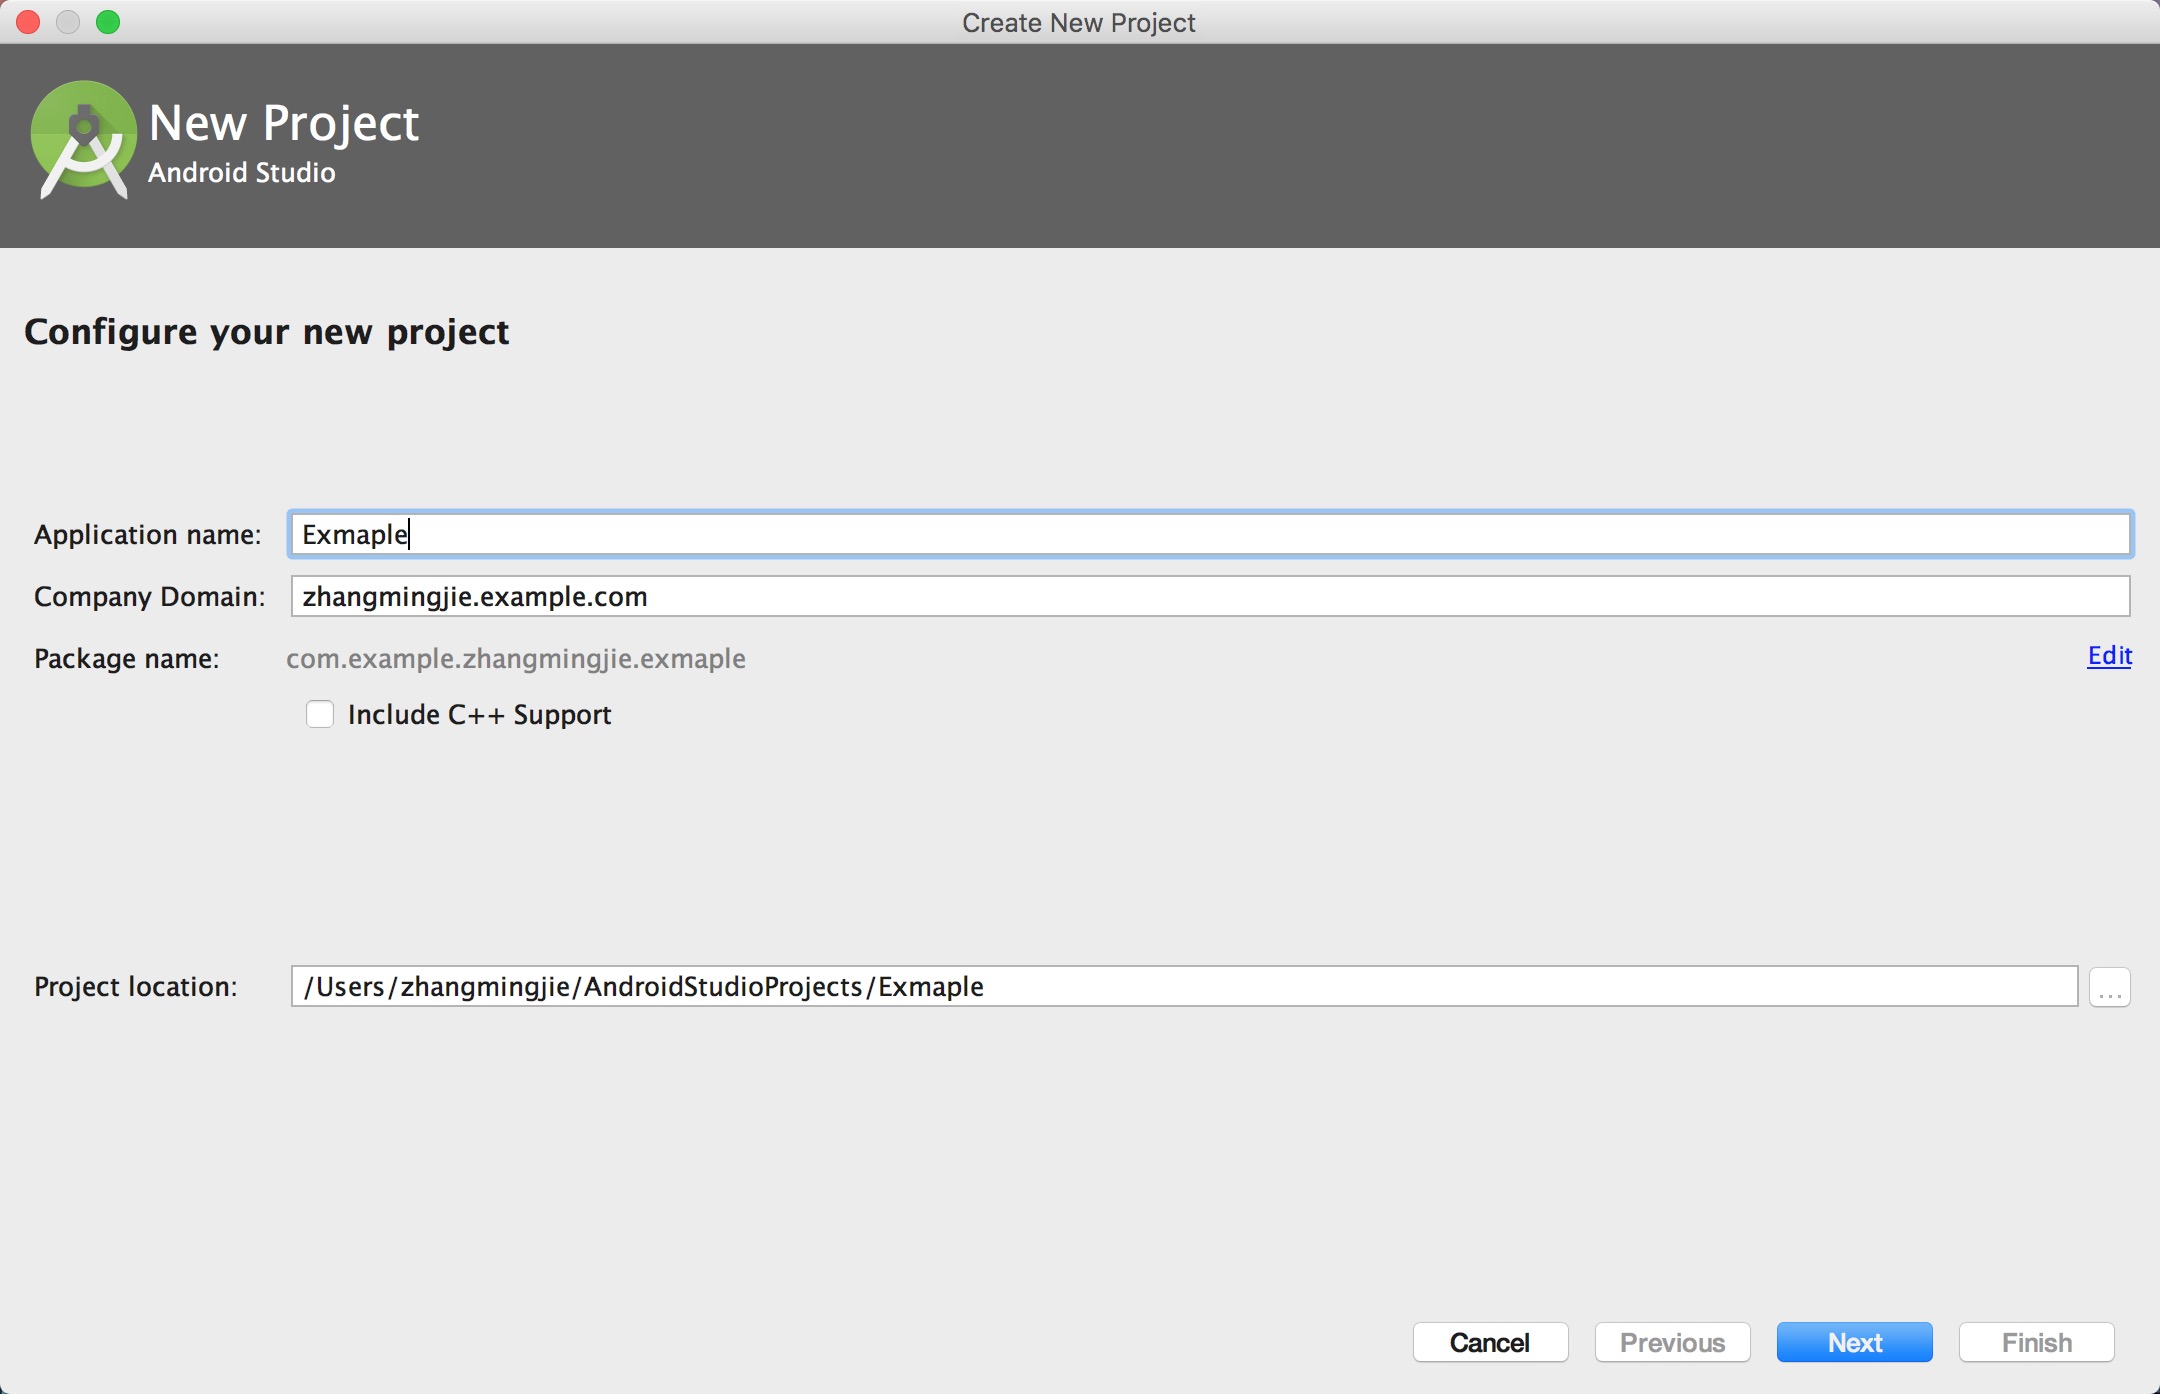 Create New Project
New Project
Android Studio
Configure your new project
Application name: Exmaple
Company Domain: zhangmingjie.example.com
Package name: com.example.zhangmingjie.exmaple Edit
Include C++ Support
Project location: /Users/zhangmingjie/AndroidStudioProjects/Exmaple ...
Cancel Previous Next Finish